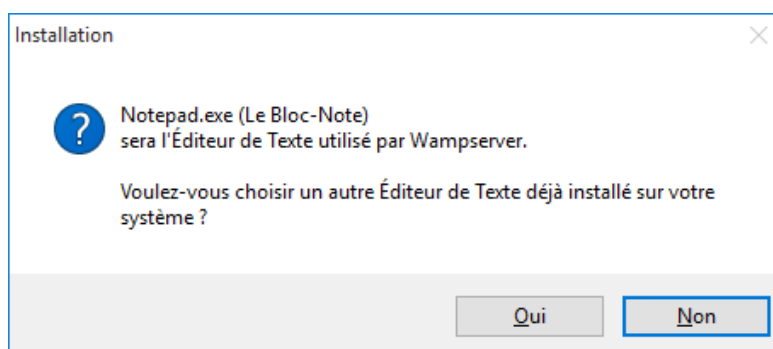 Installation
Notepad.exe (Le Bloc-Note)
sera l'Éditeur de Texte utilisé par Wampserver.
Voulez-vous choisir un autre Éditeur de Texte déjà installé sur votre
système ?
Oui
Non